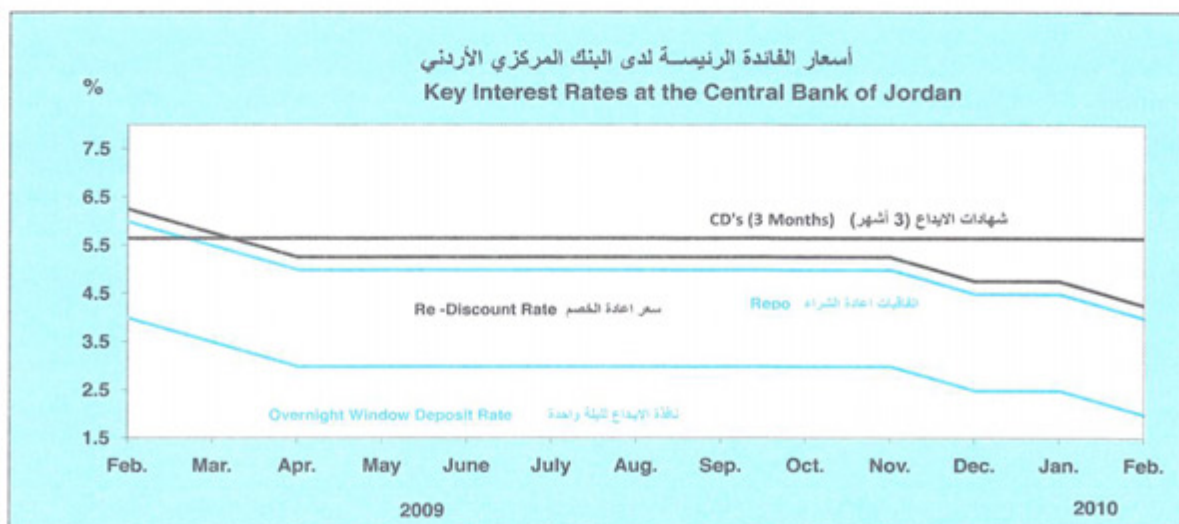 أسعار الفائدة الرئيســة لدى البنك المركزي الأردني
%
Key Interest Rates at the Central Bank of Jordan
7.5
6.5
5.5
4.5
3.5
2.5
1.5
CD's (3 Months) شهادات الايداع (3 أشهر)
Re -Discount Rate سعر اعادة الخصم
Repo اتفاقيات اعادة الشراء
Overnight Window Deposit Rate نافذة الايداع لليلة واحدة
Feb. Mar. Apr. May June July Aug. Sep. Oct. Nov. Dec. Jan. Feb.
2009 2010